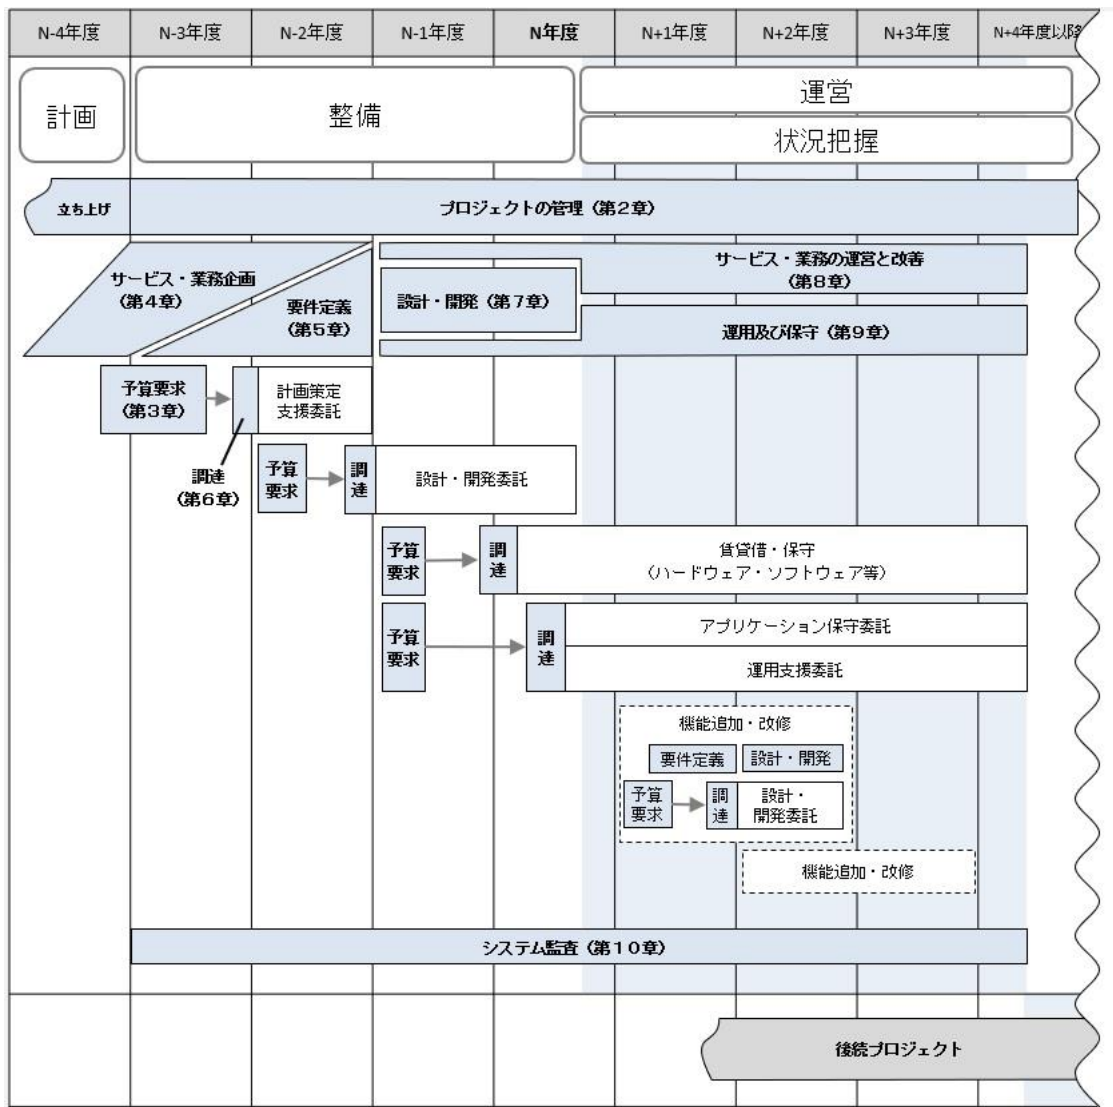 N-4年度
N-3年度
N-2年度
N-1年度
N年度
N+1年度
N+2年度
N+3年度
N+4年度以降
計画
整備
運営
状況把握
立ち上げ
プロジェクトの管理（第2章）
サービス・業務企画
（第4章）
要件定義
（第5章）
設計・開発（第7章）
サービス・業務の運営と改善
（第8章）
運用及び保守（第9章）
予算要求
（第3章）
計画策定
支援委託
調達
（第6章）
予算
要求
調
達
設計・開発委託
予算
要求
調
達
賃貸借・保守
（ハードウェア・ソフトウェア等）
予算
要求
調
達
アプリケーション保守委託
運用支援委託
機能追加・改修
要件定義
設計・開発
予算
要求
調
達
設計・
開発委託
機能追加・改修
システム監査（第１０章）
後続プロジェクト